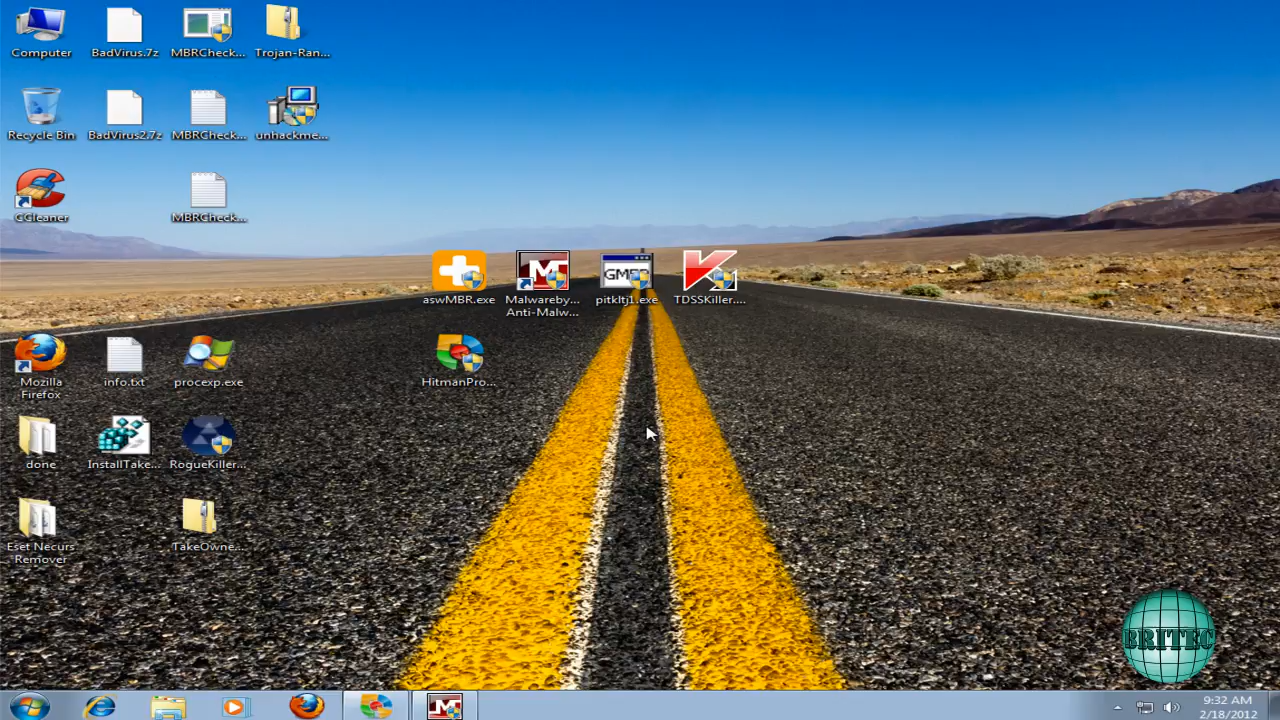 Computer
BadVirus.7z
MBRCheck...
Trojan-Ran...
Recycle Bin
BadVirus2.7z
MBRCheck...
unhackme...
CCleaner
MBRCheck...
aswMBR.exe
Malwareby...
Anti-Malw...
GMER
pitkltj1.exe
TDSSKiller....
Mozilla
Firefox
info.txt
procexp.exe
HitmanPro...
done
InstallTake...
RogueKiller...
Eset Necurs
Remover
TakeOwne...
BRITEC
9:32 AM
2/18/2012